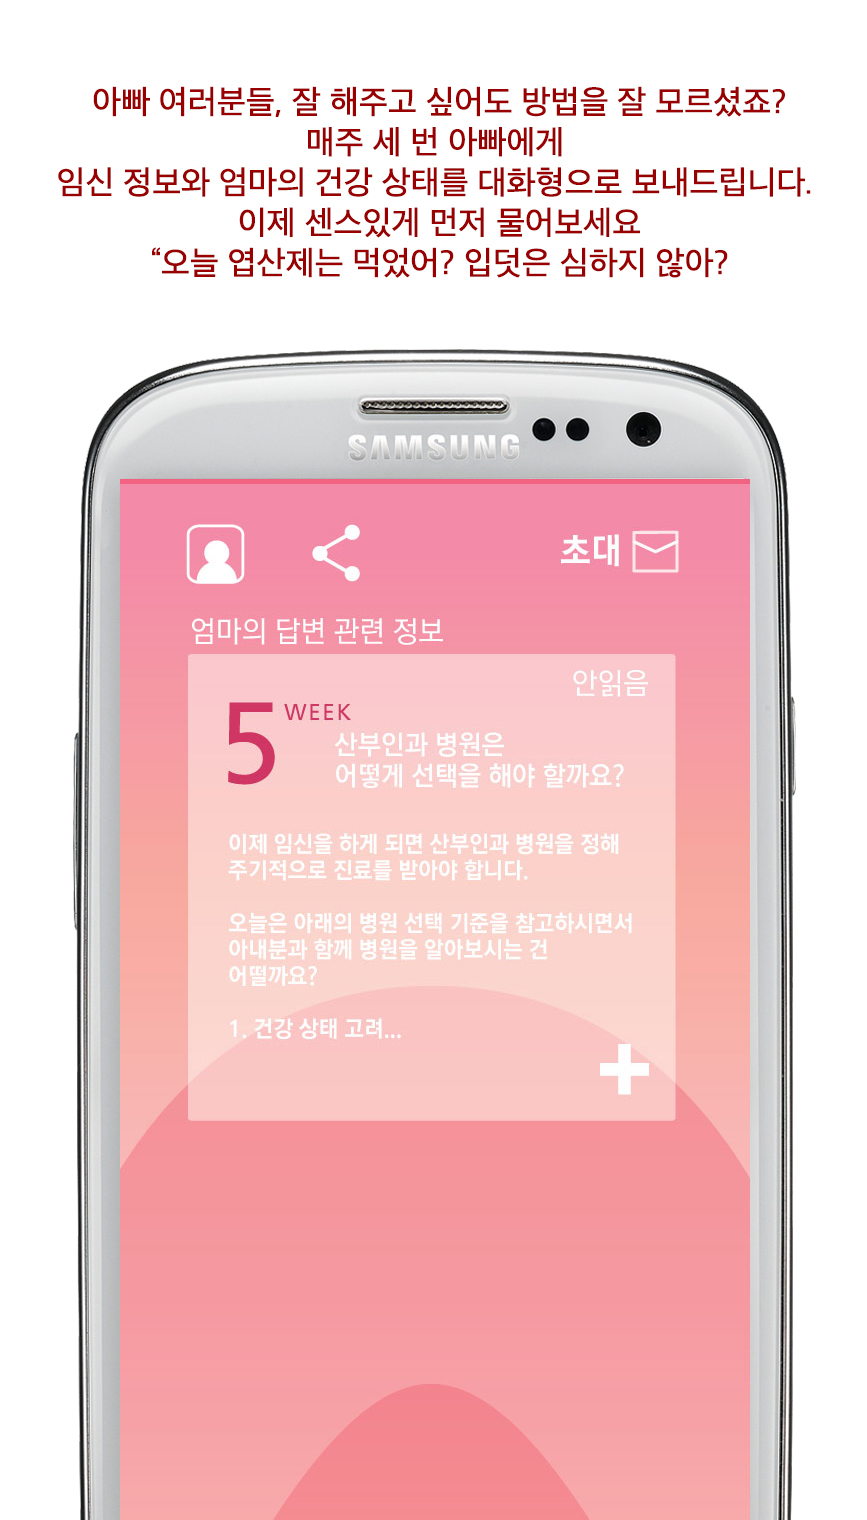 아빠 여러분들, 잘 해주고 싶어도 방법을 잘 모르셨죠?
매주 세 번 아빠에게
임신 정보와 엄마의 건강 상태를 대화형으로 보내드립니다.
이제 센스있게 먼저 물어보세요
“오늘 엽산제는 먹었어? 입덧은 심하지 않아?
SAMSUNG
초대
엄마의 답변 관련 정보
안읽음
5 WEEK
산부인과 병원은
어떻게 선택을 해야 할까요?
이제 임신을 하게 되면 산부인과 병원을 정해
주기적으로 진료를 받아야 합니다.
오늘은 아래의 병원 선택 기준을 참고하시면서
아내분과 함께 병원을 알아보시는 건
어떨까요?
1. 건강 상태 고려...